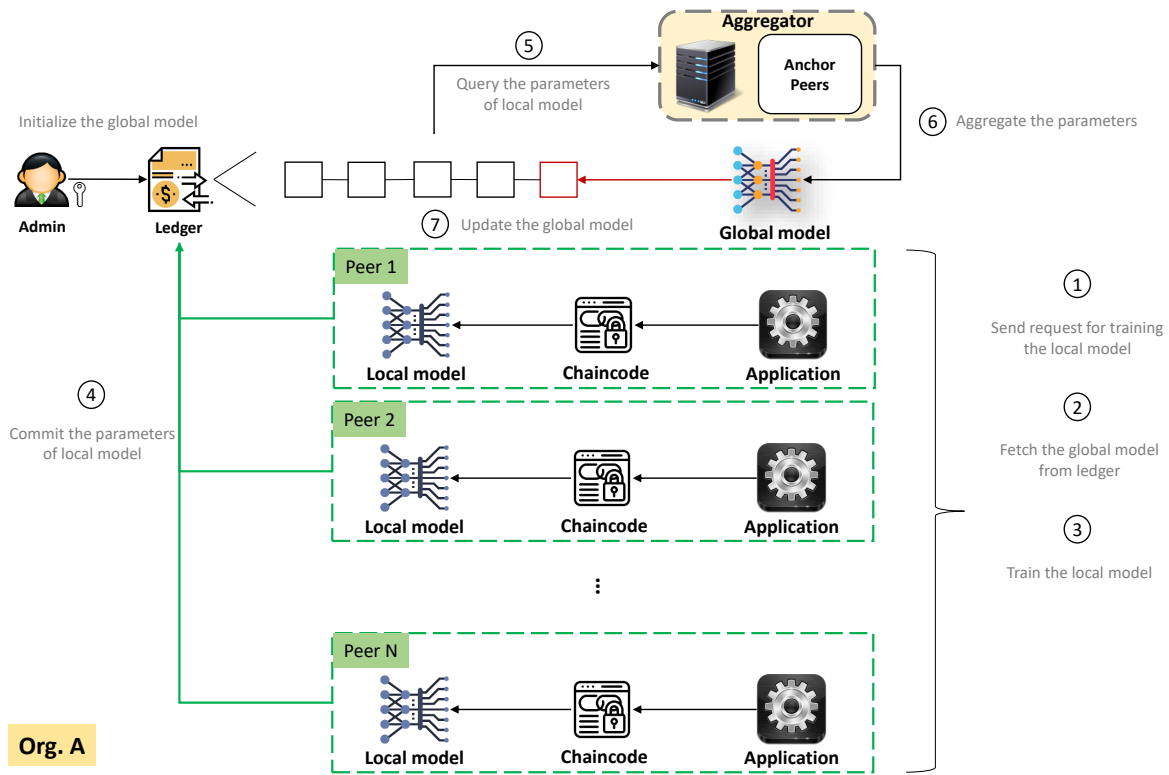 Aggregator
Anchor
Peers
5
Query the parameters
of local model
6
Aggregate the parameters
Initialize the global model
Admin
$
Ledger
7
Update the global model
Global model
Peer 1
Local model
Chaincode
Application
1
Send request for training
the local model
4
Commit the parameters
of local model
Peer 2
Local model
Chaincode
Application
2
Fetch the global model
from ledger
3
Train the local model
Peer N
Local model
Chaincode
Application
Org. A